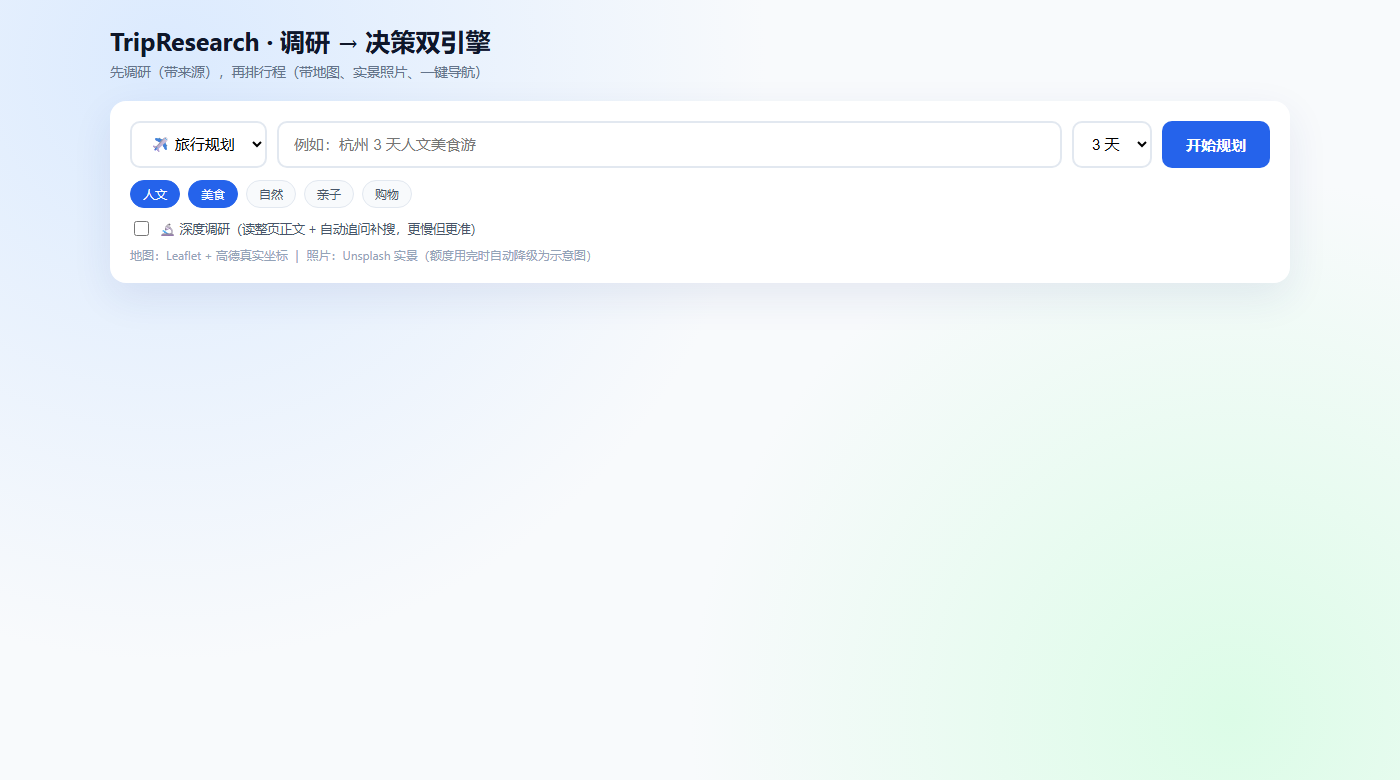 TripResearch · 调研 → 决策双引擎
先调研（带来源），再排行程（带地图、实景照片、一键导航）
✈️ 旅行规划
例如：杭州 3 天人文美食游
3 天
开始规划
人文 美食 自然 亲子 购物
🔬 深度调研（读整页正文 + 自动追问补搜，更慢但更准）
地图：Leaflet + 高德真实坐标 | 照片：Unsplash 实景（额度用完时自动降级为示意图）